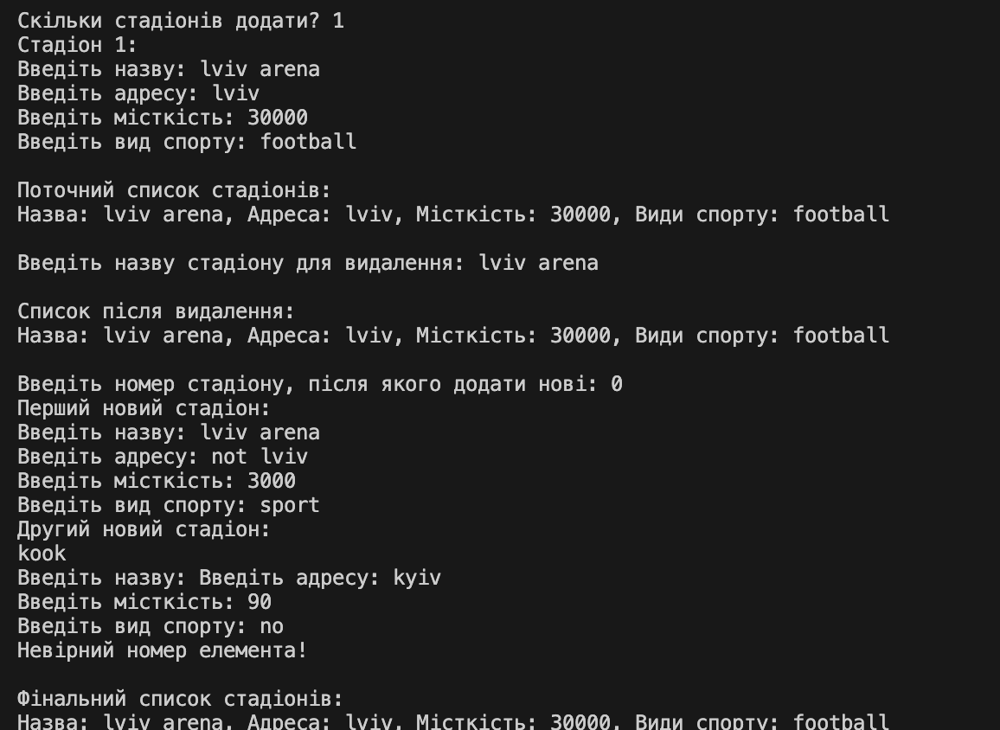 Скільки стадіонів додати? 1
Стадіон 1:
Введіть назву: lviv arena
Введіть адресу: lviv
Введіть місткість: 30000
Введіть вид спорту: football
Поточний список стадіонів:
Назва: lviv arena, Адреса: lviv, Місткість: 30000, Види спорту: football
Введіть назву стадіону для видалення: lviv arena
Список після видалення:
Назва: lviv arena, Адреса: lviv, Місткість: 30000, Види спорту: football
Введіть номер стадіону, після якого додати нові: 0
Перший новий стадіон:
Введіть назву: lviv arena
Введіть адресу: not lviv
Введіть місткість: 3000
Введіть вид спорту: sport
Другий новий стадіон:
kook
Введіть назву: Введіть адресу: kyiv
Введіть місткість: 90
Введіть вид спорту: no
Невірний номер елемента!
Фінальний список стадіонів:
Назва: lviv arena, Адреса: lviv, Місткість: 30000, Види спорту: football